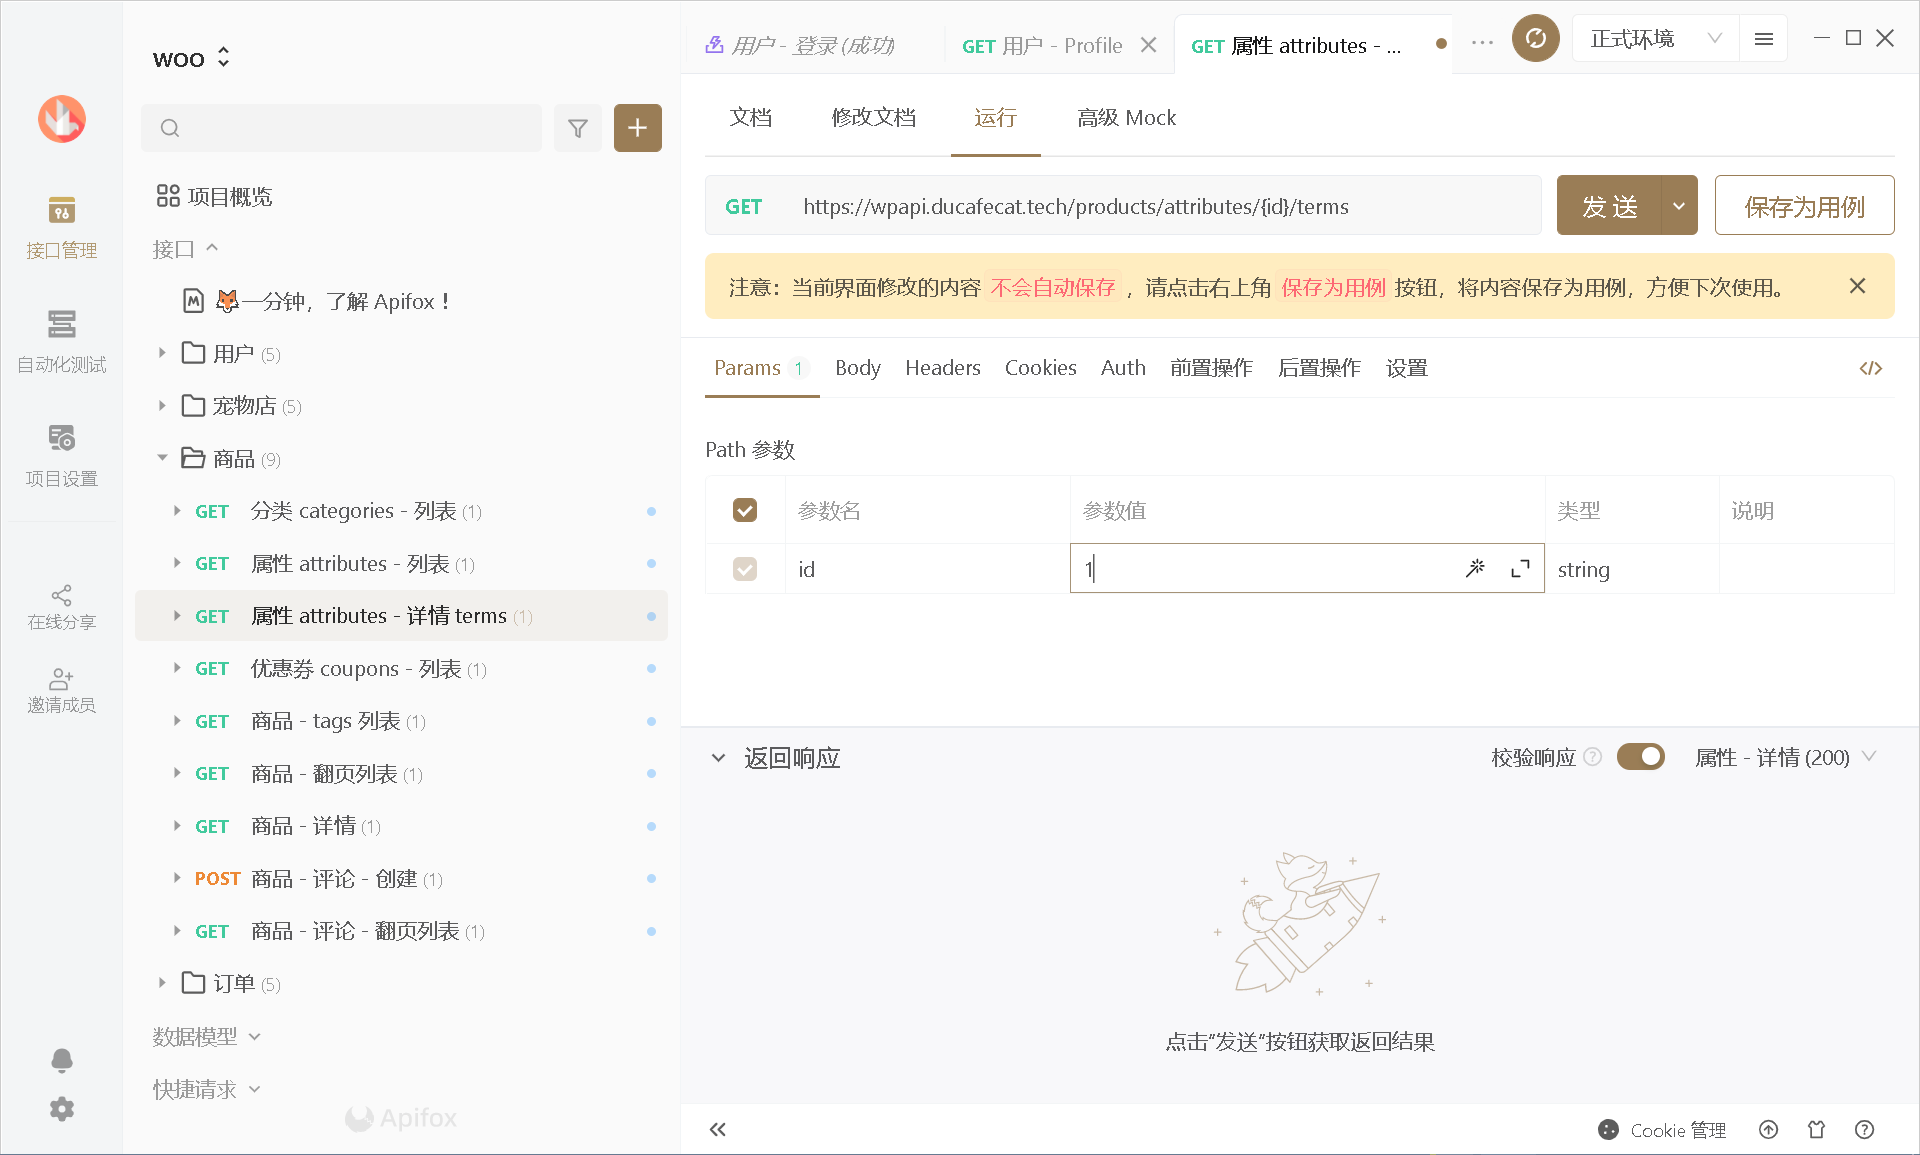 WOO
用户 - 登录 (成功)
GET 用户 - Profile
GET 属性 attributes - ...
正式环境
文档
修改文档
运行
高级 Mock
GET
https://wpapi.ducafecat.tech/products/attributes/{id}/terms
发 送
保存为用例
注意：当前界面修改的内容 不会自动保存 ，请点击右上角 保存为用例 按钮，将内容保存为用例，方便下次使用。
Params 1
Body
Headers
Cookies
Auth
前置操作
后置操作
设置
Path 参数
参数名
参数值
类型
说明
id
1
string
返回响应
校验响应
属性 - 详情 (200)
点击“发送”按钮获取返回结果
Cookie 管理
接口管理
自动化测试
项目设置
在线分享
邀请成员
项目概览
接口
一分钟，了解 Apifox！
用户 (5)
宠物店 (5)
商品 (9)
GET 分类 categories - 列表 (1)
GET 属性 attributes - 列表 (1)
GET 属性 attributes - 详情 terms (1)
GET 优惠券 coupons - 列表 (1)
GET 商品 - tags 列表 (1)
GET 商品 - 翻页列表 (1)
GET 商品 - 详情 (1)
POST 商品 - 评论 - 创建 (1)
GET 商品 - 评论 - 翻页列表 (1)
订单 (5)
数据模型
快捷请求
Apifox